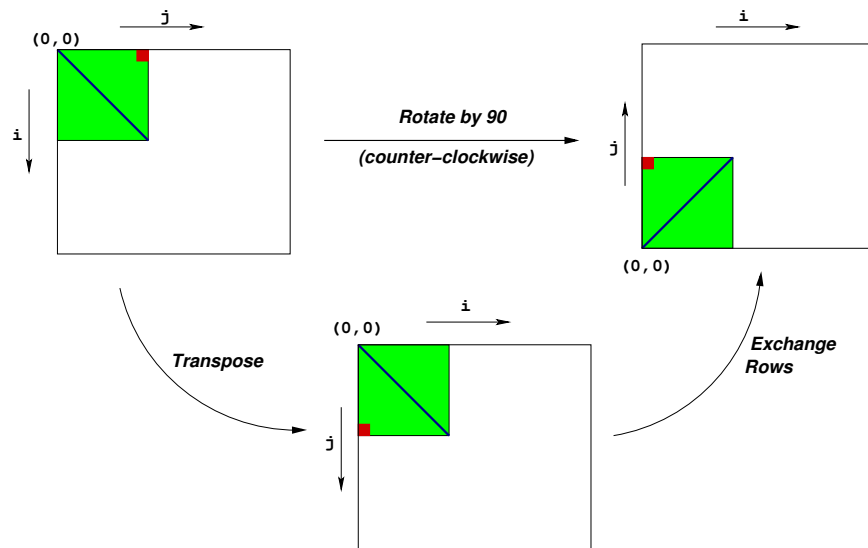 j
(0,0)
i
Rotate by 90
(counter−clockwise)
i
j
(0,0)
Transpose
(0,0)
i
j
Exchange
Rows